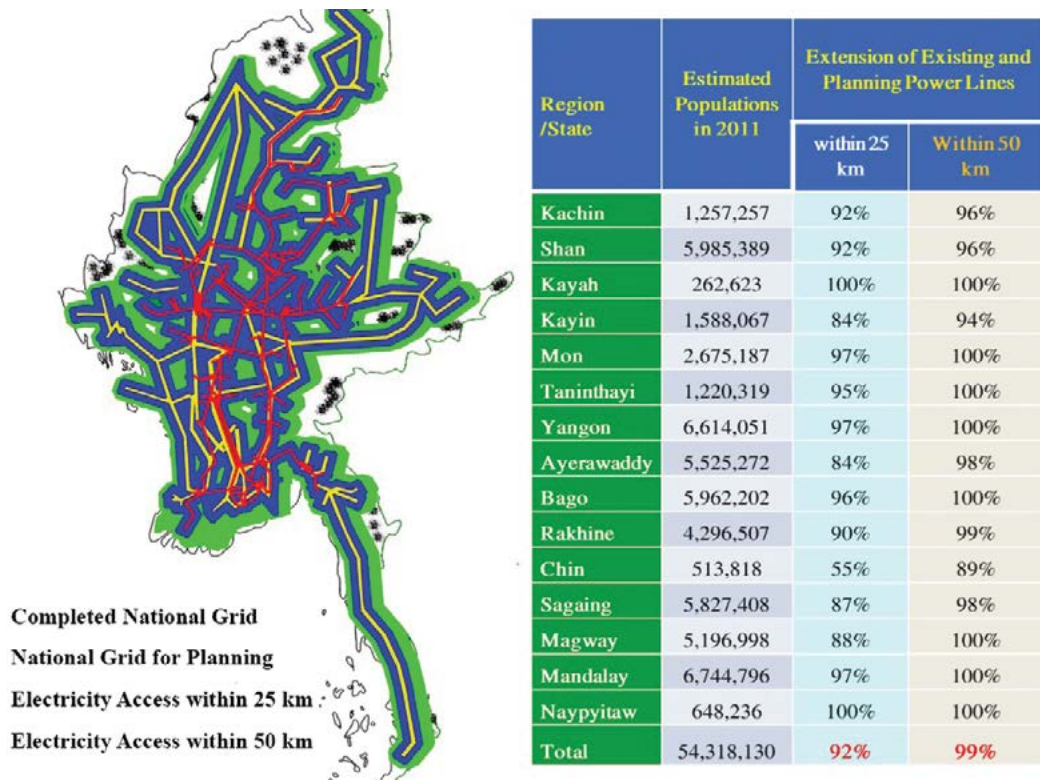 Completed National Grid
National Grid for Planning
Electricity Access within 25 km
Electricity Access within 50 km
Region /State Estimated Populations in 2011 Extension of Existing and Planning Power Lines
within 25 km Within 50 km
Kachin 1,257,257 92% 96%
Shan 5,985,389 92% 96%
Kayah 262,623 100% 100%
Kayin 1,588,067 84% 94%
Mon 2,675,187 97% 100%
Taninthayi 1,220,319 95% 100%
Yangon 6,614,051 97% 100%
Ayerawaddy 5,525,272 84% 98%
Bago 5,962,202 96% 100%
Rakhine 4,296,507 90% 99%
Chin 513,818 55% 89%
Sagaing 5,827,408 87% 98%
Magway 5,196,998 88% 100%
Mandalay 6,744,796 97% 100%
Naypyitaw 648,236 100% 100%
Total 54,318,130 92% 99%